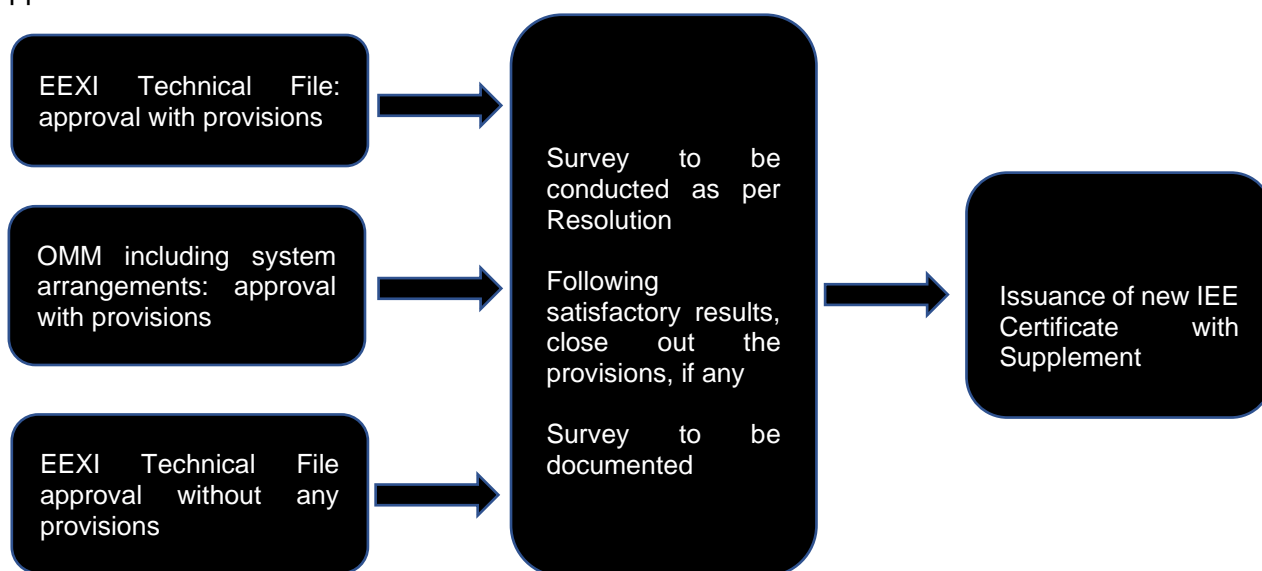 EEXI Technical File:
approval with provisions
OMM including system
arrangements: approval
with provisions
EEXI Technical File
approval without any
provisions
Survey to be
conducted as per
Resolution
Following
satisfactory results,
close out the
provisions, if any
Survey to be
documented
Issuance of new IEE
Certificate with
Supplement